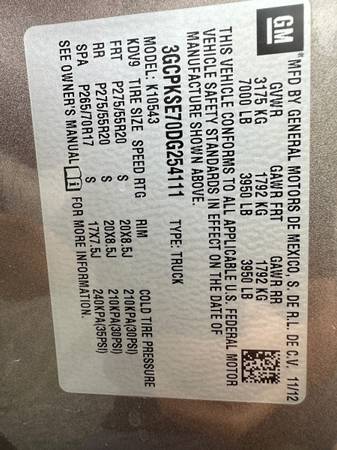 GM
MFD BY GENERAL MOTORS DE MEXICO, S. DE R.L. DE C.V. 11/12
GVWR GAWR FRT GAWR RR
3175 KG 1792 KG 1792 KG
7000 LB 3950 LB 3950 LB
THIS VEHICLE CONFORMS TO ALL APPLICABLE U.S. FEDERAL MOTOR
VEHICLE SAFETY STANDARDS IN EFFECT ON THE DATE OF
MANUFACTURE SHOWN ABOVE.
3GCPKSE70DG254111 TYPE: TRUCK
MODEL: K10543
KDV9 TIRE SIZE SPEED RTG RIM COLD TIRE PRESSURE
FRT P275/55R20 S 20X8.5J 210KPA(30PSI)
RR P275/55R20 S 20X8.5J 210KPA(30PSI)
SPA P265/70R17 S 17X7.5J 240KPA(35PSI)
SEE OWNER'S MANUAL FOR MORE INFORMATION.